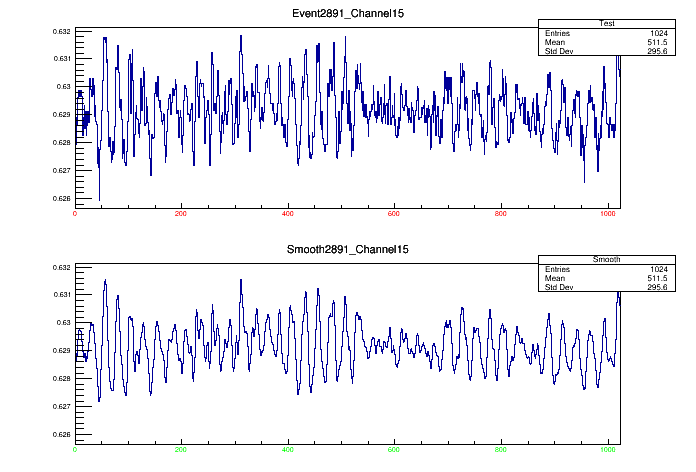 Event2891_Channel15
Test
Entries 1024
Mean 511.5
Std Dev 295.6
0.632
0.631
0.63
0.629
0.628
0.627
0.626
0 200 400 600 800 1000
Smooth2891_Channel15
Smooth
Entries 1024
Mean 511.5
Std Dev 295.6
0.632
0.631
0.63
0.629
0.628
0.627
0.626
0 200 400 600 800 1000